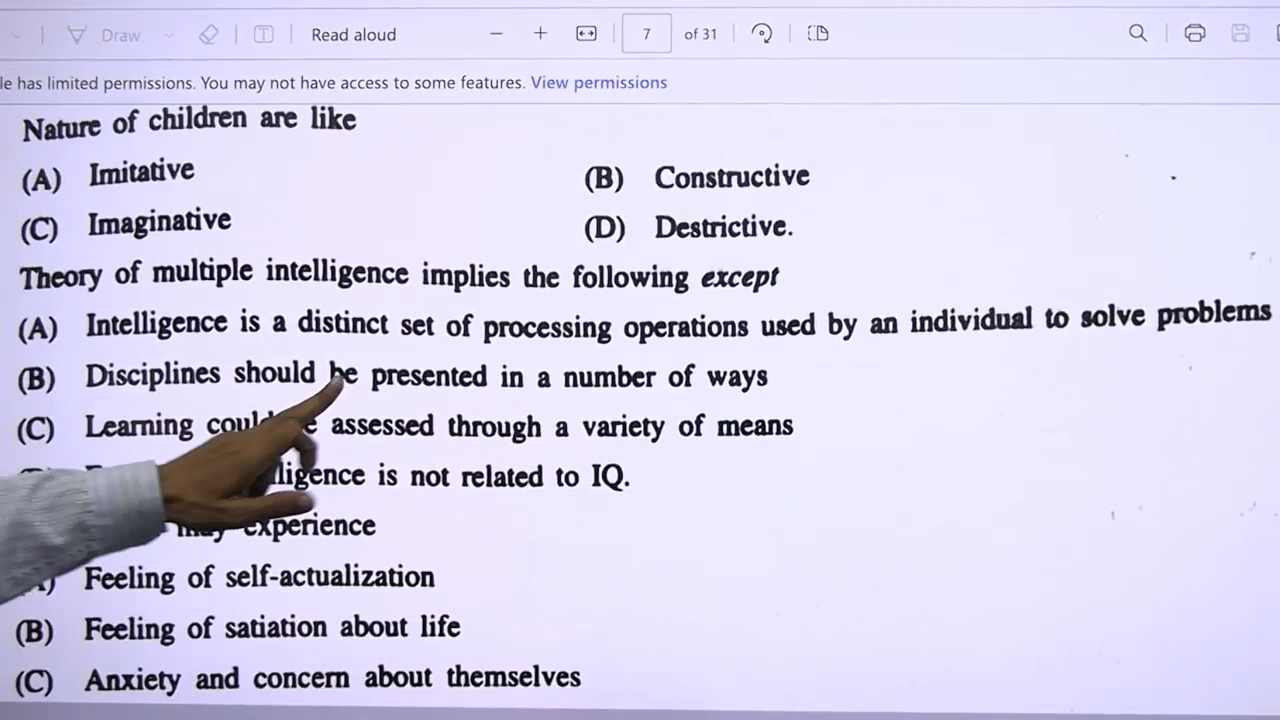 Draw
Read aloud
7 of 31
le has limited permissions. You may not have access to some features. View permissions
Nature of children are like
(A) Imitative (B) Constructive
(C) Imaginative (D) Destrictive.
Theory of multiple intelligence implies the following except
(A) Intelligence is a distinct set of processing operations used by an individual to solve problems
(B) Disciplines should be presented in a number of ways
(C) Learning assessed through a variety of means
is not related to IQ.
may experience
Feeling of self-actualization
(B) Feeling of satiation about life
(C) Anxiety and concern about themselves